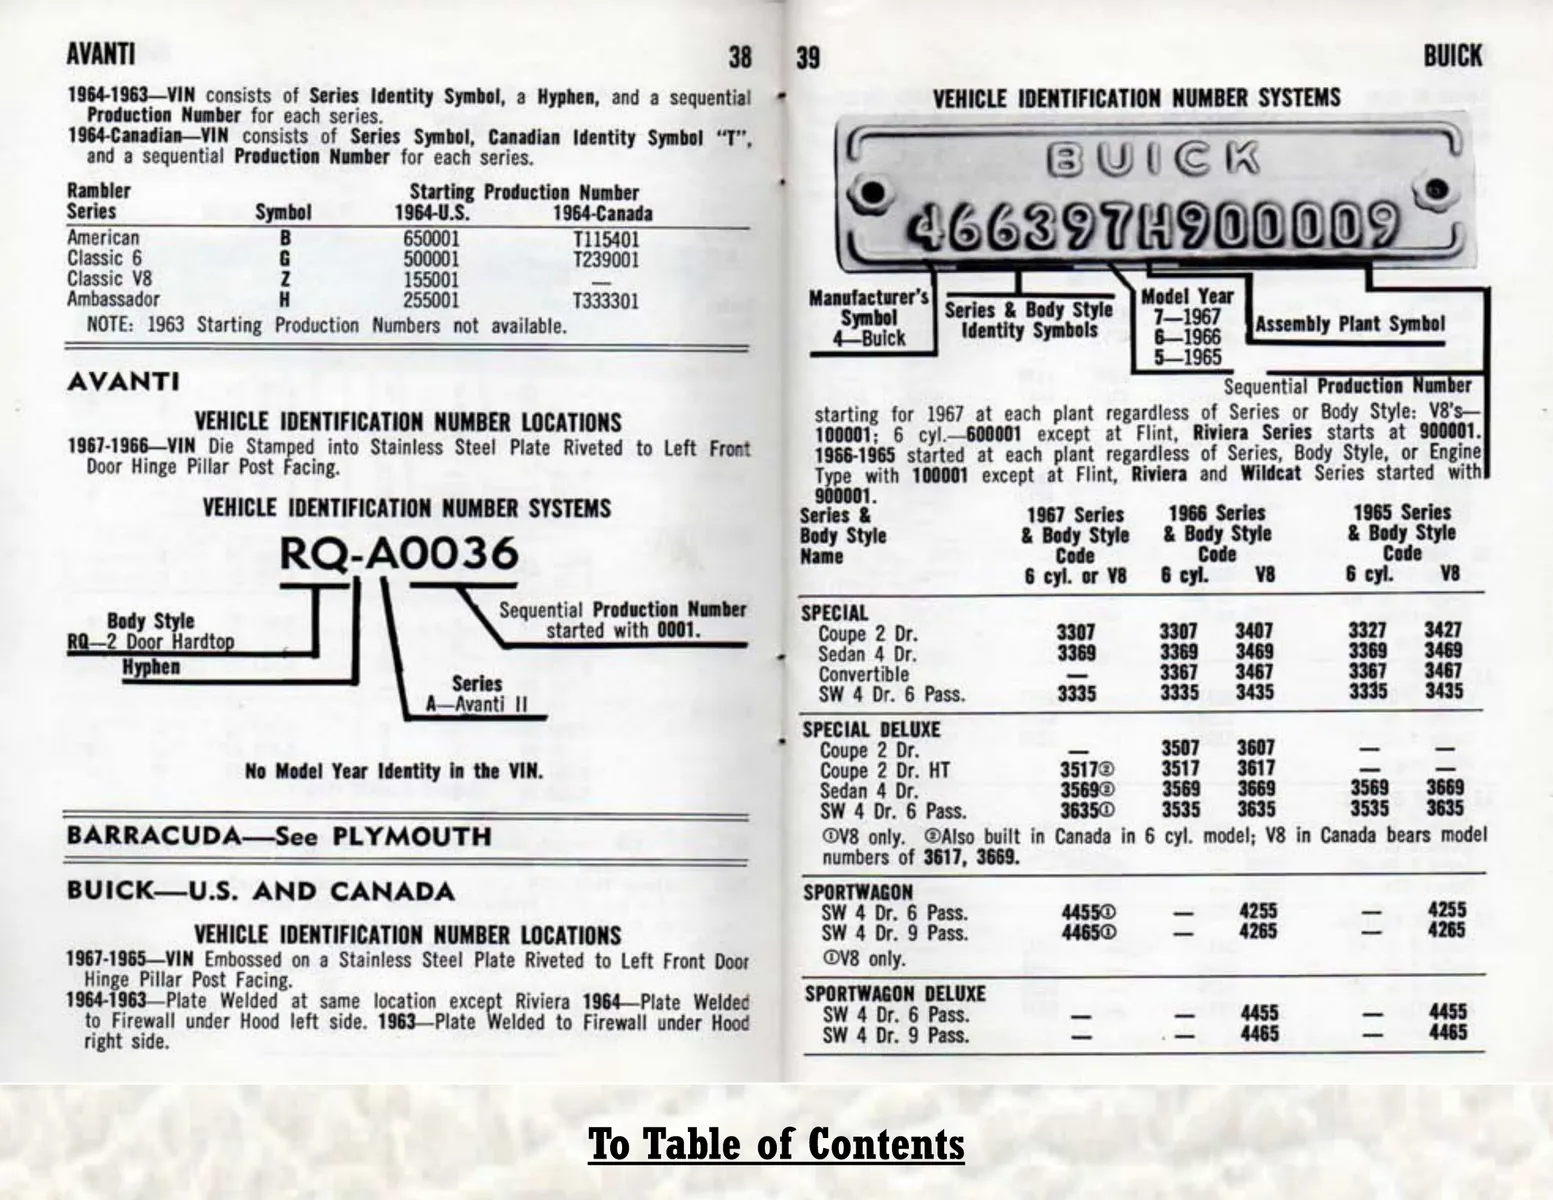 AVANTI 38
1964-1963—VIN consists of Series Identity Symbol, a Hyphen, and a sequential
Production Number for each series.
1964-Canadian—VIN consists of Series Symbol, Canadian Identity Symbol “T”,
and a sequential Production Number for each series.
Rambler Starting Production Number
Series Symbol 1964-U.S. 1964-Canada
American B 650001 T115401
Classic 6 G 500001 T239001
Classic V8 Z 155001 —
Ambassador H 255001 T333301
NOTE: 1963 Starting Production Numbers not available.
AVANTI
VEHICLE IDENTIFICATION NUMBER LOCATIONS
1967-1966—VIN Die Stamped into Stainless Steel Plate Riveted to Left Front
Door Hinge Pillar Post Facing.
VEHICLE IDENTIFICATION NUMBER SYSTEMS
RQ-A0036
Body Style
RQ—2 Door Hardtop
Hyphen
Series
A—Avanti II
Sequential Production Number
started with 0001.
No Model Year Identity in the VIN.
BARRACUDA—See PLYMOUTH
BUICK—U.S. AND CANADA
VEHICLE IDENTIFICATION NUMBER LOCATIONS
1967-1965—VIN Embossed on a Stainless Steel Plate Riveted to Left Front Door
Hinge Pillar Post Facing.
1964-1963—Plate Welded at same location except Riviera 1964—Plate Welded
to Firewall under Hood left side. 1963—Plate Welded to Firewall under Hood
right side.
39 BUICK
VEHICLE IDENTIFICATION NUMBER SYSTEMS
BUICK
466397H900009
Manufacturer's
Symbol
4—Buick
Series & Body Style
Identity Symbols
Model Year
7—1967
6—1966
5—1965
Assembly Plant Symbol
Sequential Production Number
starting for 1967 at each plant regardless of Series or Body Style: V8's—
100001; 6 cyl.—600001 except at Flint, Riviera Series starts at 900001.
1966-1965 started at each plant regardless of Series, Body Style, or Engine
Type with 100001 except at Flint, Riviera and Wildcat Series started with
900001.
Series & 1967 Series 1966 Series 1965 Series
Body Style & Body Style & Body Style & Body Style
Name Code Code Code
6 cyl. or V8 6 cyl. V8 6 cyl. V8
SPECIAL
Coupe 2 Dr. 3307 3307 3407 3327 3427
Sedan 4 Dr. 3369 3369 3469 3369 3469
Convertible — 3367 3467 3367 3467
SW 4 Dr. 6 Pass. 3335 3335 3435 3335 3435
SPECIAL DELUXE
Coupe 2 Dr. — 3507 3607 — —
Coupe 2 Dr. HT 3517② 3517 3617 — —
Sedan 4 Dr. 3569② 3569 3669 3569 3669
SW 4 Dr. 6 Pass. 3635① 3535 3635 3535 3635
①V8 only. ②Also built in Canada in 6 cyl. model; V8 in Canada bears model
numbers of 3617, 3669.
SPORTWAGON
SW 4 Dr. 6 Pass. 4455① — 4255 — 4255
SW 4 Dr. 9 Pass. 4465① — 4265 — 4265
①V8 only.
SPORTWAGON DELUXE
SW 4 Dr. 6 Pass. — — 4455 — 4455
SW 4 Dr. 9 Pass. — — 4465 — 4465
To Table of Contents